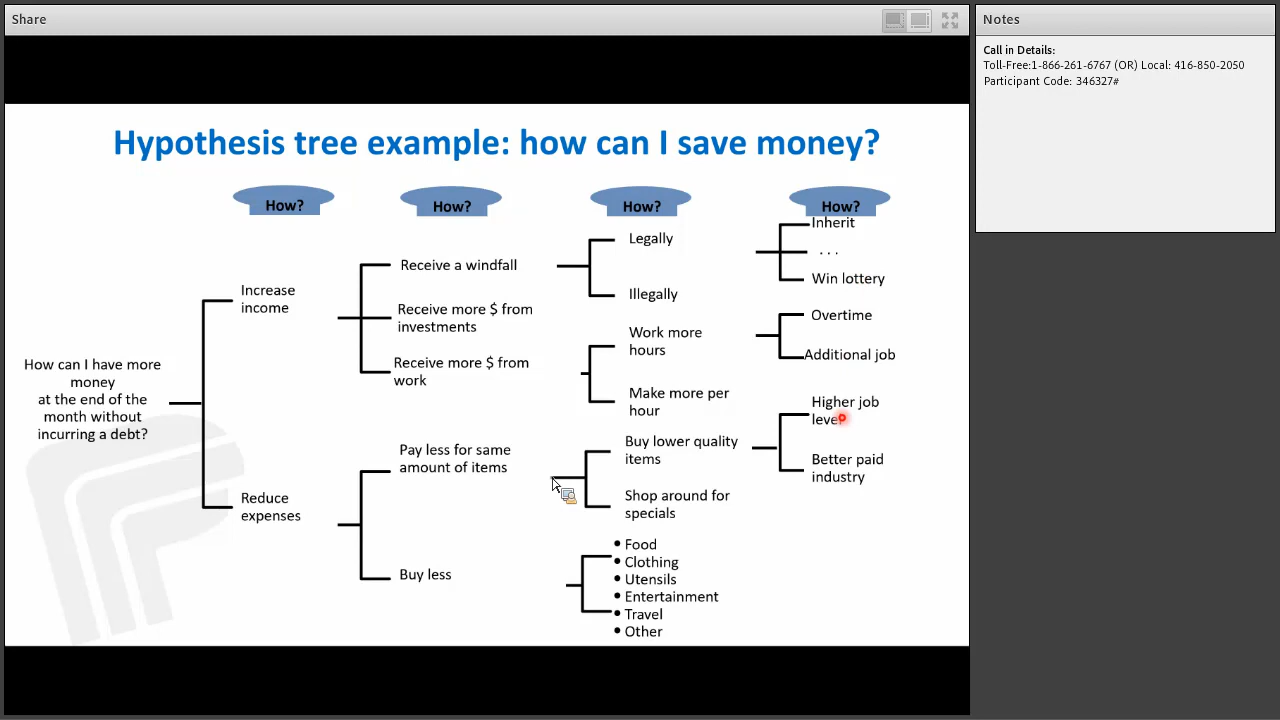 Share
Notes
Call in Details:
Toll-Free:1-866-261-6767 (OR) Local: 416-850-2050
Participant Code: 346327#
Hypothesis tree example: how can I save money?
How?
How?
How?
How?
How can I have more
money
at the end of the
month without
incurring a debt?
Increase
income
Reduce
expenses
Receive a windfall
Receive more $ from
investments
Receive more $ from
work
Pay less for same
amount of items
Buy less
Legally
Illegally
Work more
hours
Make more per
hour
Buy lower quality
items
Shop around for
specials
• Food
• Clothing
• Utensils
• Entertainment
• Travel
• Other
Inherit
. . .
Win lottery
Overtime
Additional job
Higher job
level
Better paid
industry